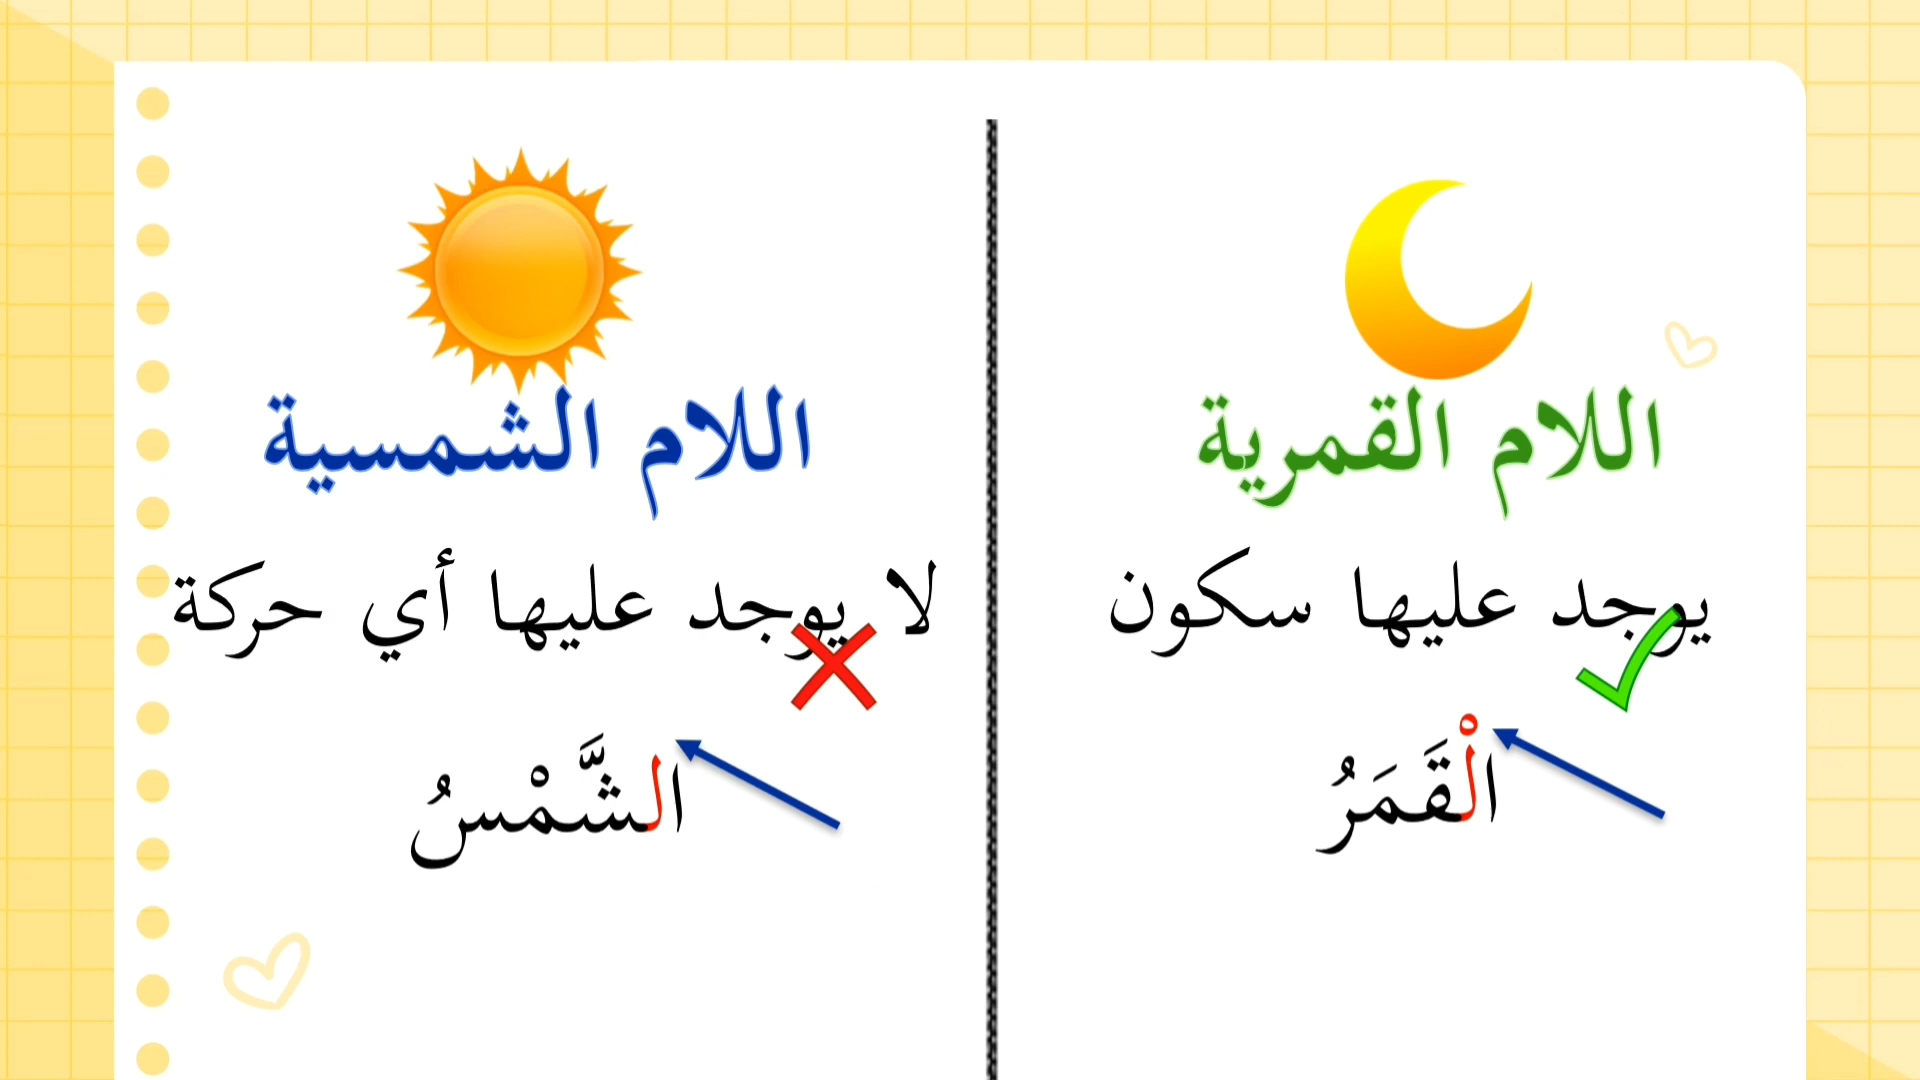 اللام القمرية
يوجد عليها سكون
الْقَمَرُ
اللام الشمسية
لا يوجد عليها أي حركة
الشَّمْسُ